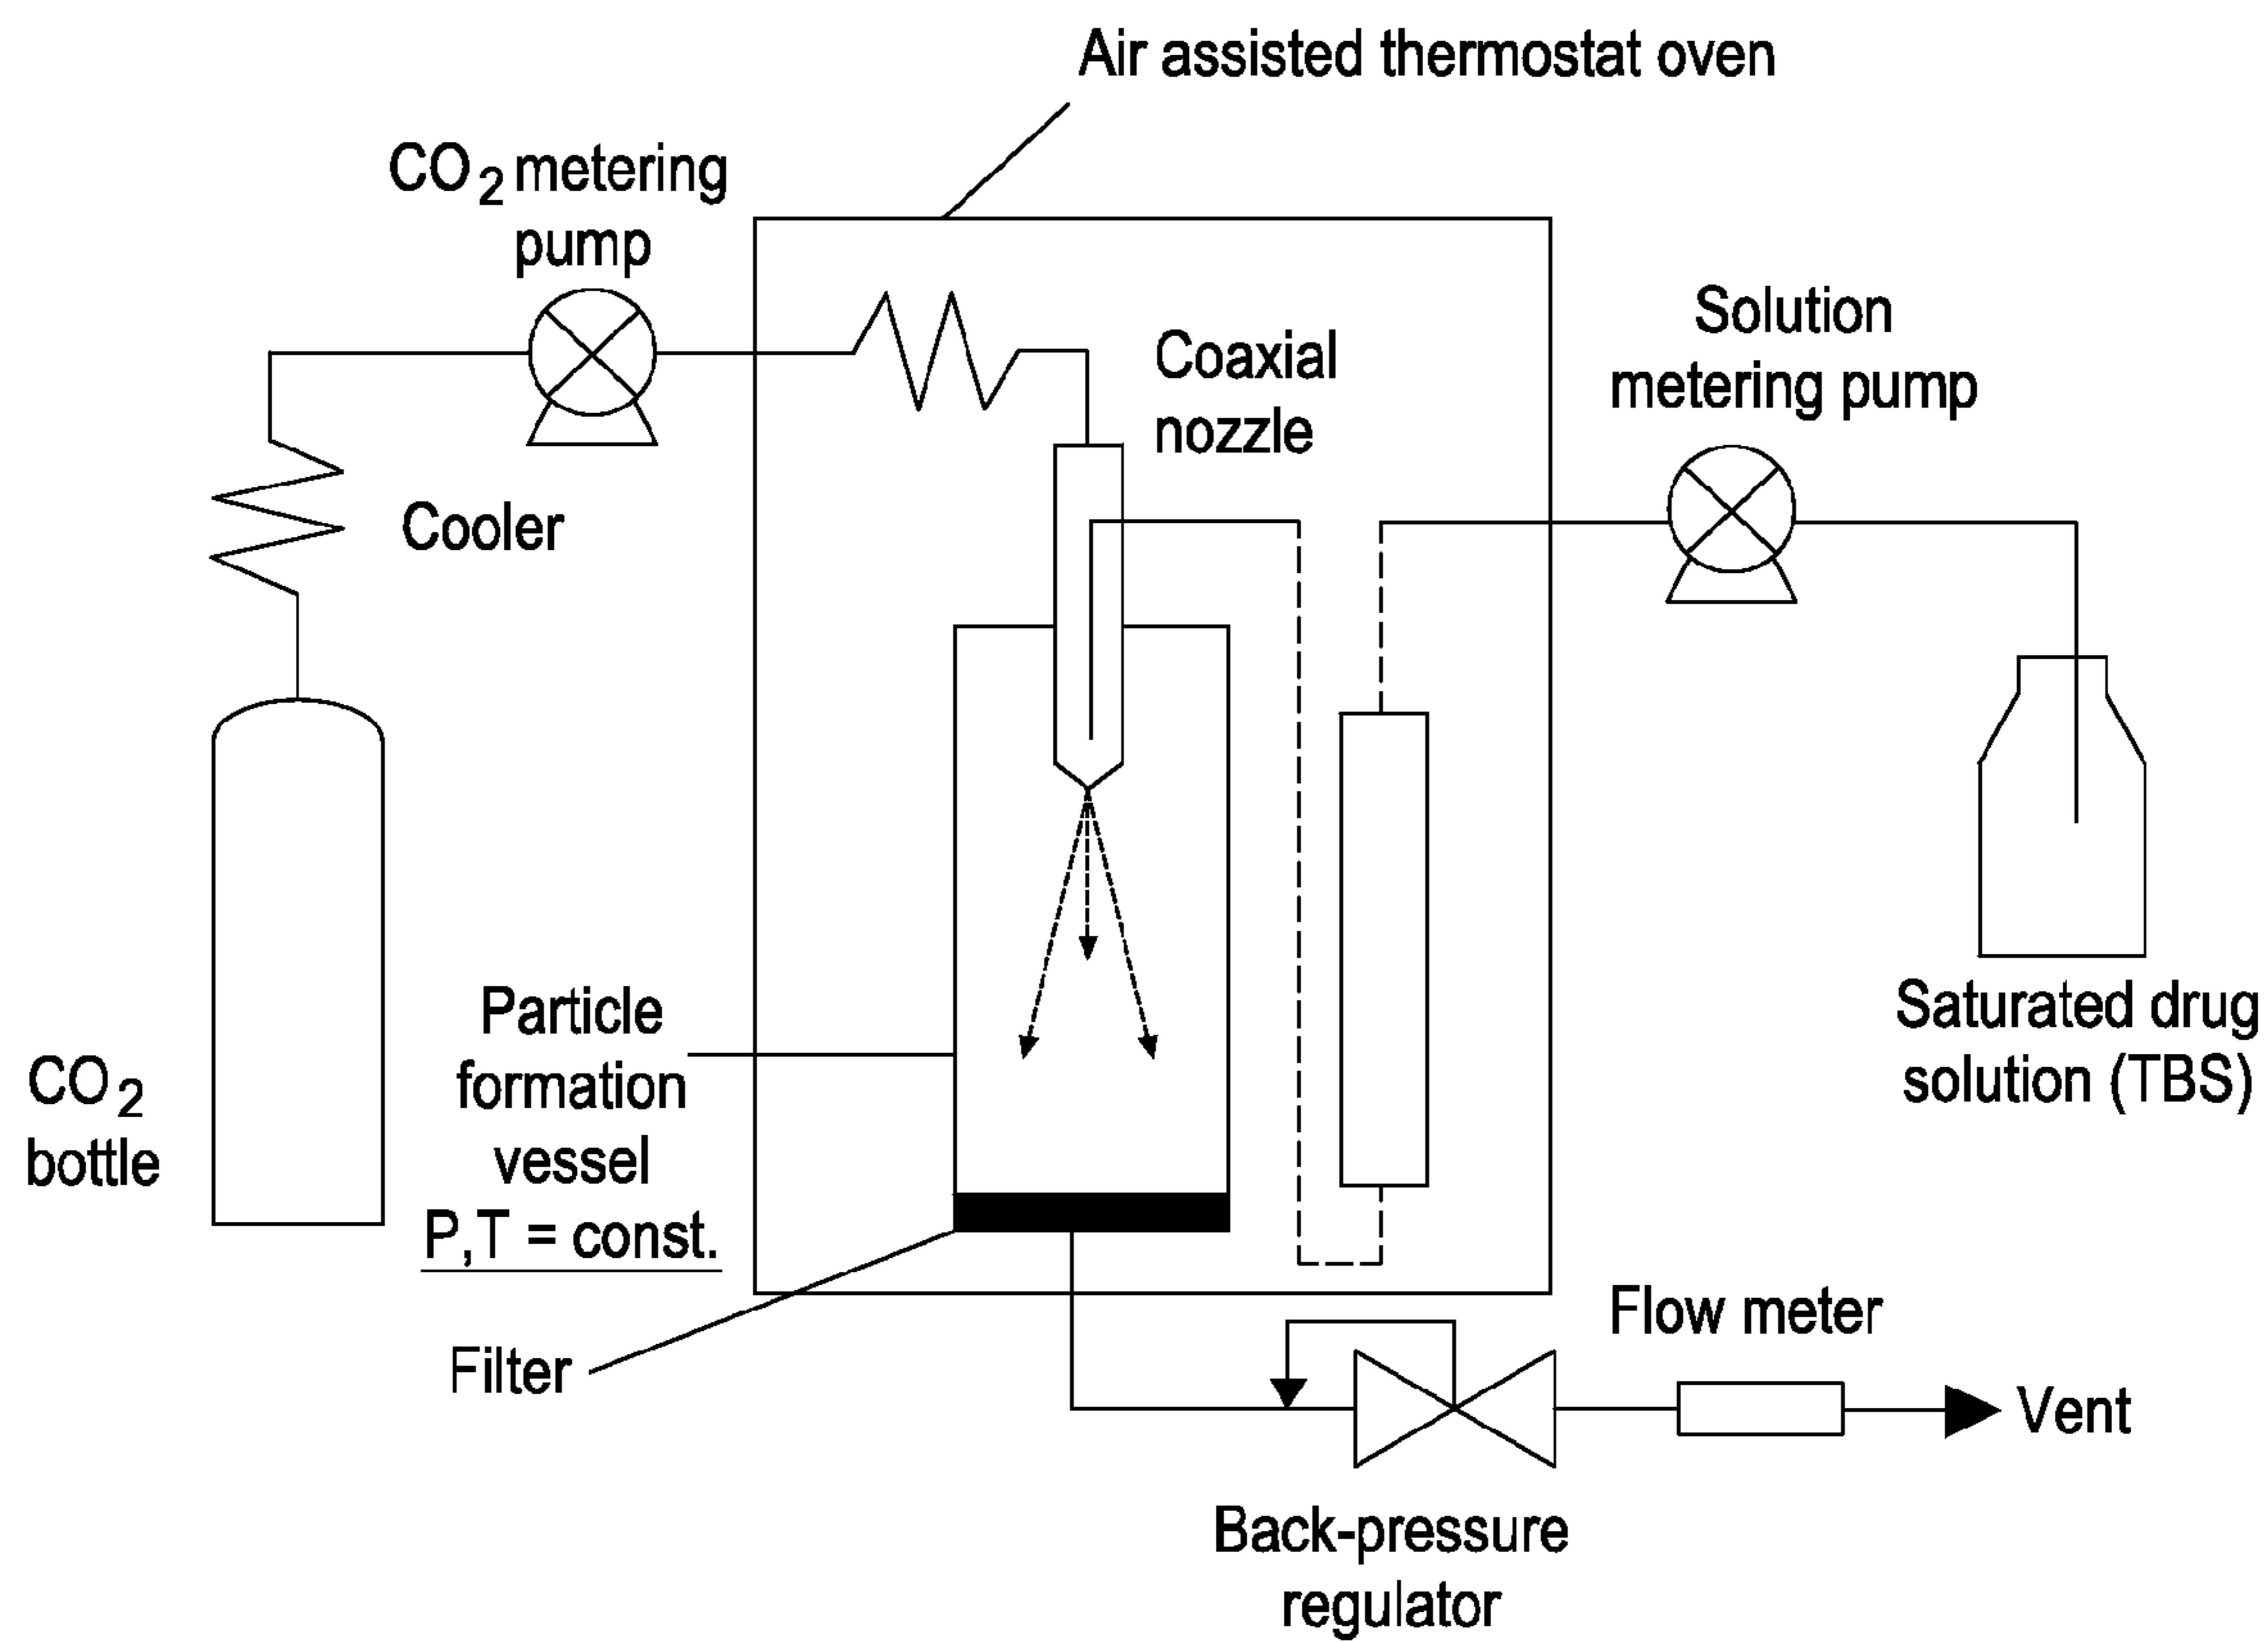 Air assisted thermostat oven
CO2 metering
pump
Solution
metering pump
Coaxial
nozzle
Cooler
Particle
formation
vessel
P,T = const.
CO2
bottle
Saturated drug
solution (TBS)
Filter
Flow meter
Vent
Back-pressure
regulator